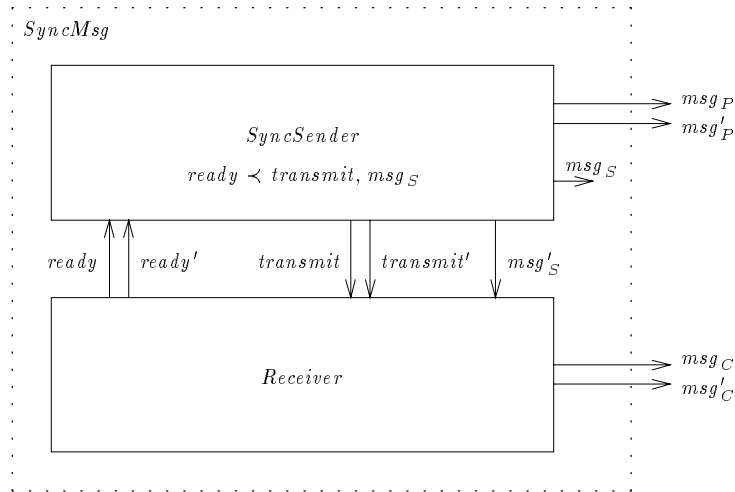 SyncMsg
msg_P
msg'_P
SyncSender
ready ≺ transmit, msg_S
msg_S
ready
ready'
transmit
transmit'
msg'_S
Receiver
msg_C
msg'_C